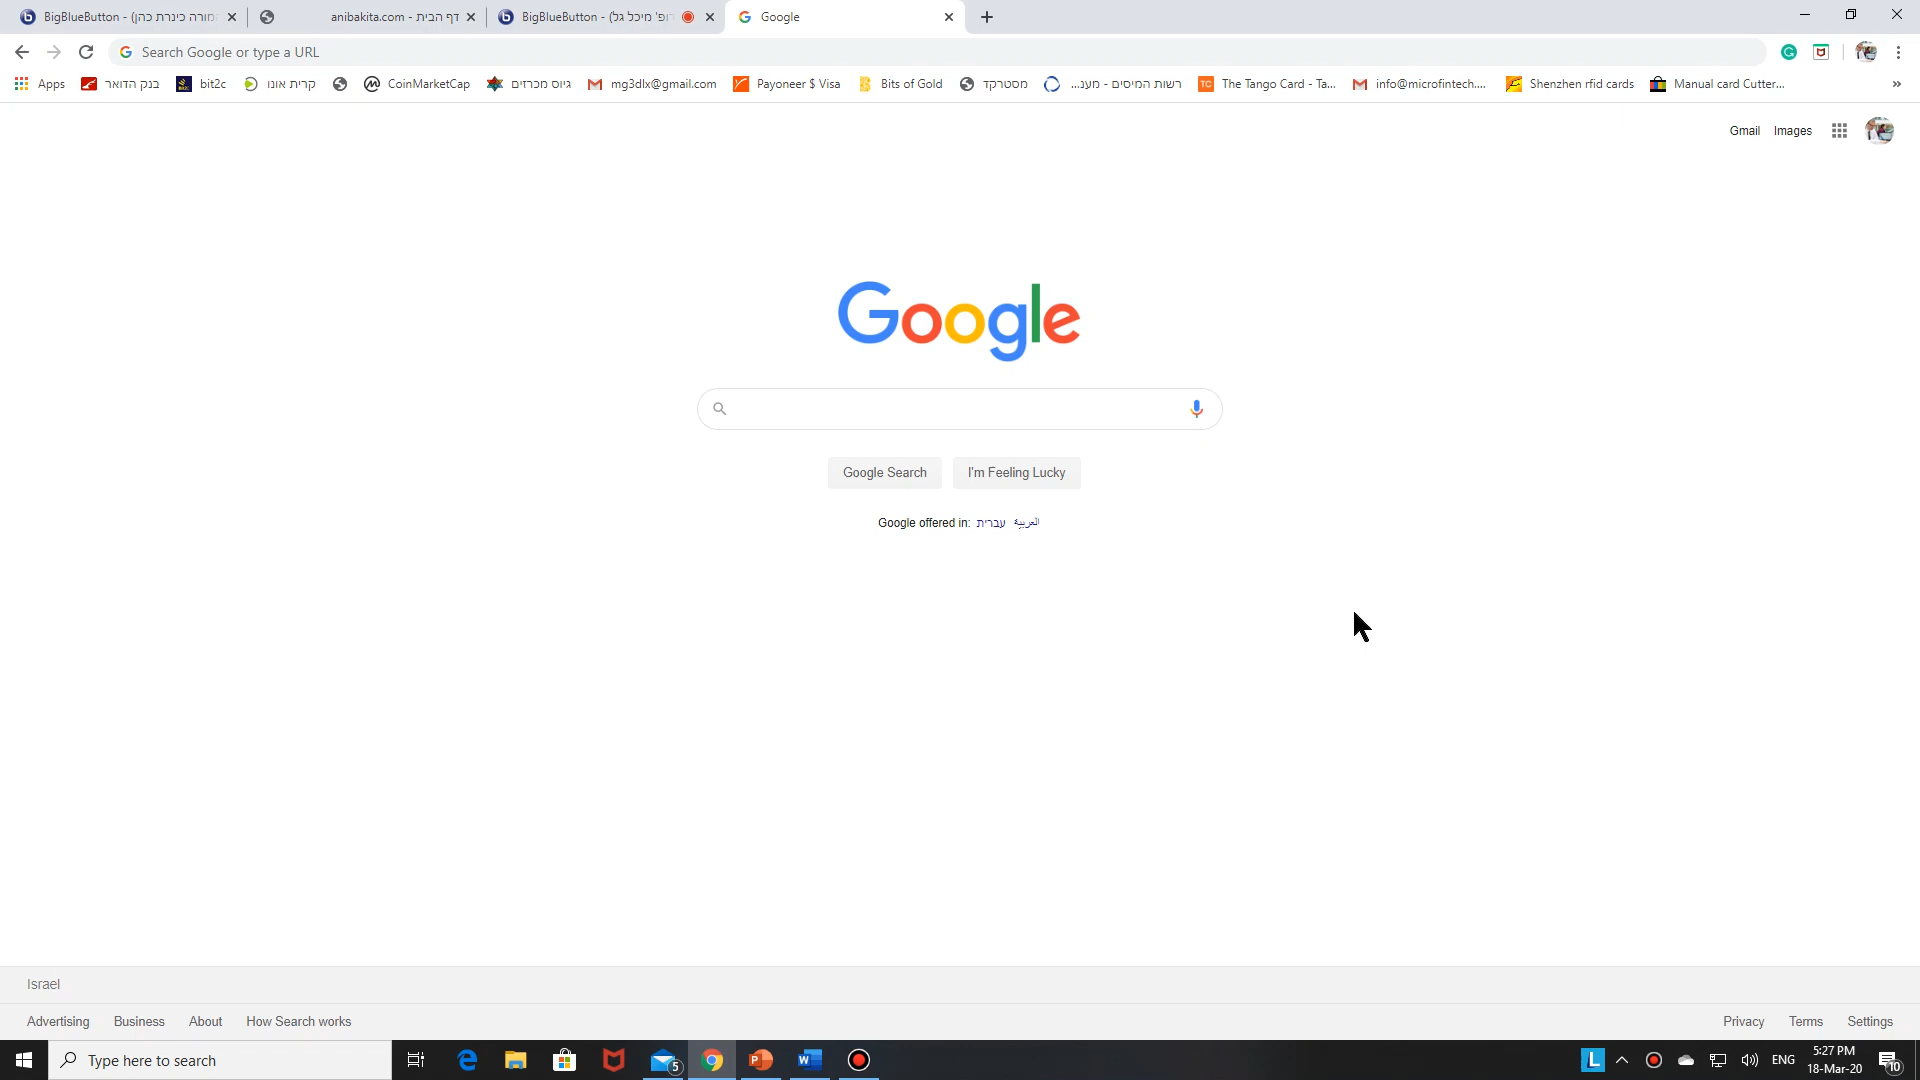 BigBlueButton - (המורה כינרת כהן
anibakita.com - דף הבית
BigBlueButton - (פרופ' מיכל גל
Google
Search Google or type a URL
Apps
בנק הדואר
bit2c
קרית אונו
CoinMarketCap
גיוס מכרזים
mg3dlx@gmail.com
Payoneer $ Visa
Bits of Gold
מסטרקד
רשות המיסים - מענ...
The Tango Card - Ta...
info@microfintech....
Shenzhen rfid cards
Manual card Cutter...
»
Gmail Images
Google
Google Search
I'm Feeling Lucky
Google offered in: עברית العربية
Israel
Advertising Business About How Search works
Privacy Terms Settings
Type here to search
5
L
ENG
5:27 PM
18-Mar-20
10